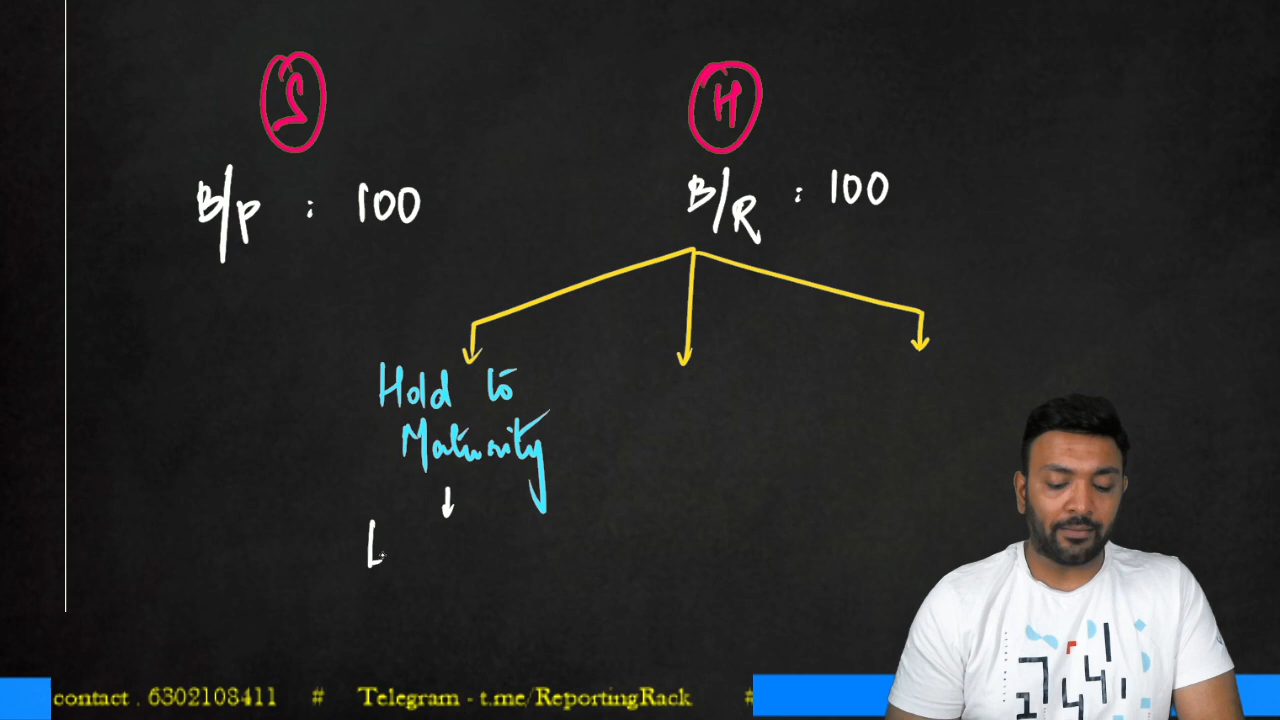 S
H
B/P : 100
B/R : 100
Hold to
Maturity
L
contact . 6302108411 # Telegram - t.me/ReportingRack #